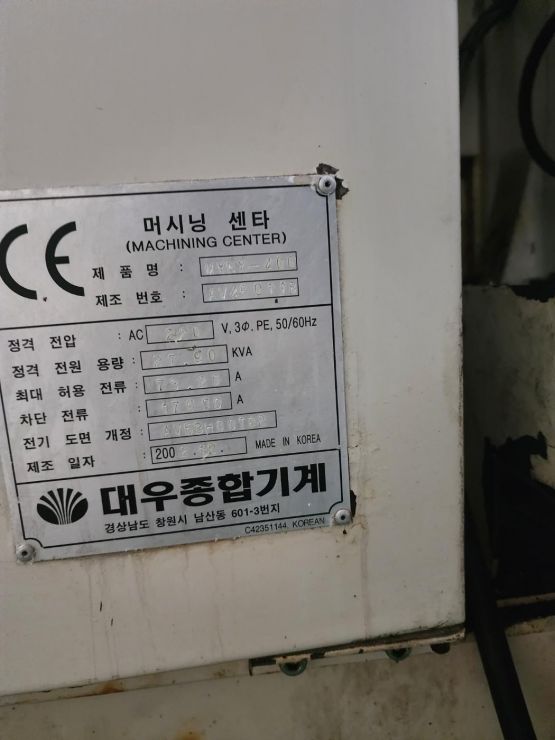 CE
머시닝 센타
(MACHINING CENTER)
제 품 명 :
제조 번호 :
정격 전압 : AC 220 V, 3Φ, PE, 50/60Hz
정격 전원 용량 : KVA
최대 허용 전류 : A
차단 전류 : A
전기 도면 개정 :
제조 일자 : 200 MADE IN KOREA
대우종합기계
경상남도 창원시 남산동 601-3번지
C42351144. KOREAN